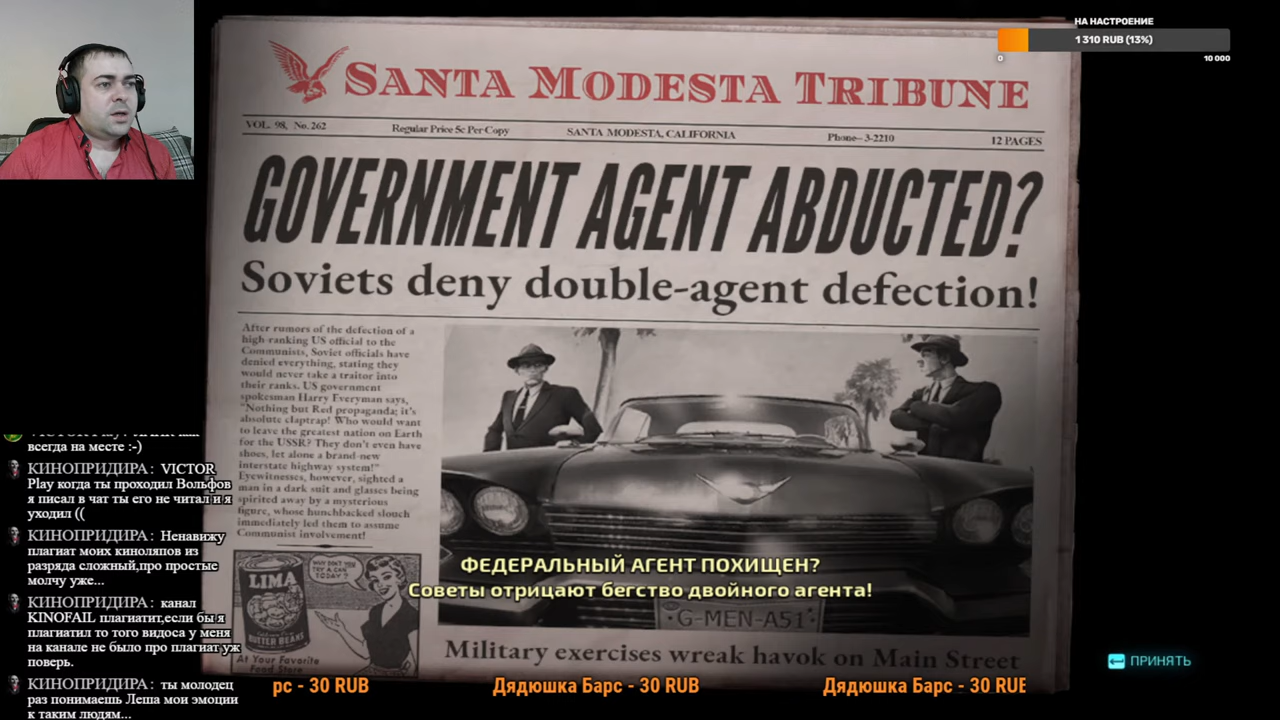 НА НАСТРОЕНИЕ
1 310 RUB (13%)
0
10 000
SANTA MODESTA TRIBUNE
VOL. 98, No. 262
Regular Price 5c Per Copy
SANTA MODESTA, CALIFORNIA
Phone-3-2210
12 PAGES
GOVERNMENT AGENT ABDUCTED?
Soviets deny double-agent defection!
After rumors of the defection of a
high-ranking US official to the
Communists, Soviet officials have
denied everything, stating they
would never take a traitor into
their ranks. US government
spokesman Harry Everyman says,
"Nothing but Red propaganda; it's
absolute claptrap! Who would want
to leave the greatest nation on Earth
for the USSR? They don't even have
shoes, let alone a brand-new
interstate highway system!"
Eyewitnesses, however, sighted a
man in a dark suit and glasses being
spirited away by a mysterious
figure, whose hunchbacked slouch
immediately led them to assume
Communist involvement!
LIMA
BUTTER BEANS
WHY DON'T YOU
TRY A CAN
TODAY?
At Your Favorite
Food Store
G-MEN-A51
Military exercises wreak havok on Main Street
ФЕДЕРАЛЬНЫЙ АГЕНТ ПОХИЩЕН?
Советы отрицают бегство двойного агента!
ПРИНЯТЬ
всегда на месте :-)
КИНОПРИДИРА : VICTOR
Play когда ты проходил Вольфов
я писал в чат ты его не читал и я
уходил ((
КИНОПРИДИРА : Ненавижу
плагиат моих киноляпов из
разряда сложный,про простые
молчу уже...
КИНОПРИДИРА : канал
KINOFAIL плагиатит,если бы я
плагиатил то того видоса у меня
на канале не было про плагиат уж
поверь.
КИНОПРИДИРА : ты молодец
раз понимаешь Леша мои эмоции
к таким людям...
рс - 30 RUB
Дядюшка Барс - 30 RUB
Дядюшка Барс - 30 RUE